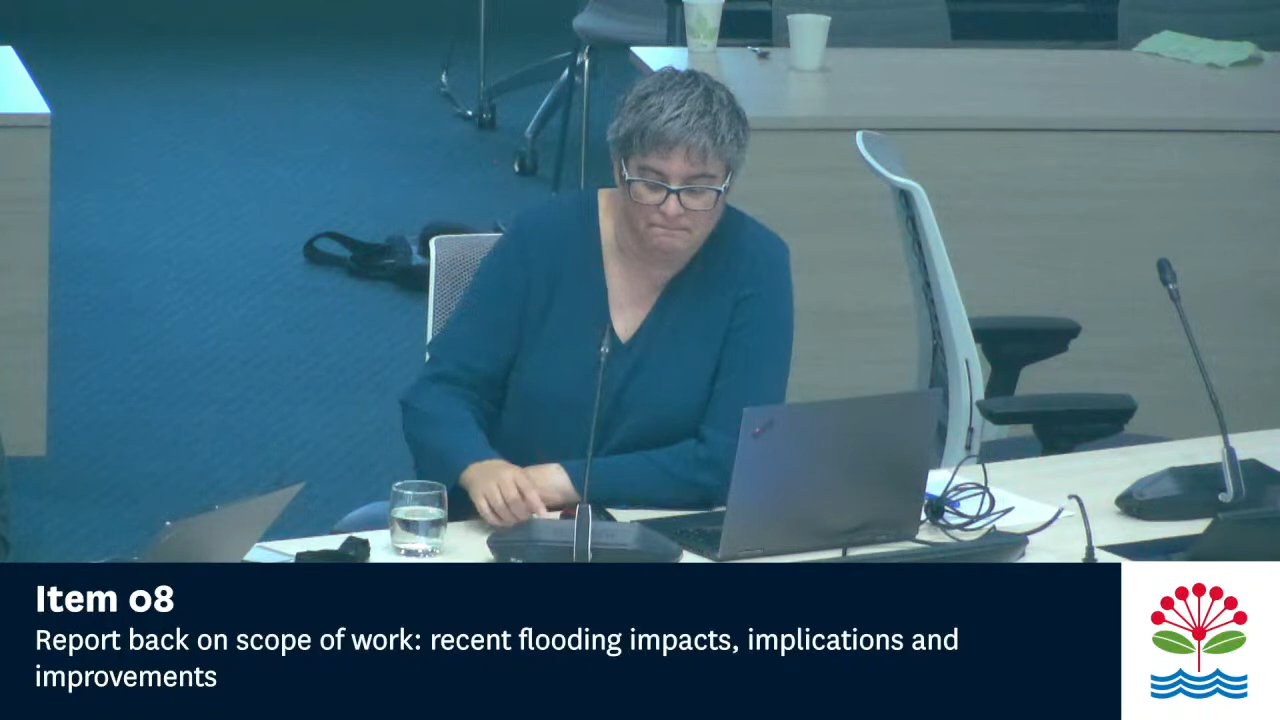 Item 08
Report back on scope of work: recent flooding impacts, implications and
improvements